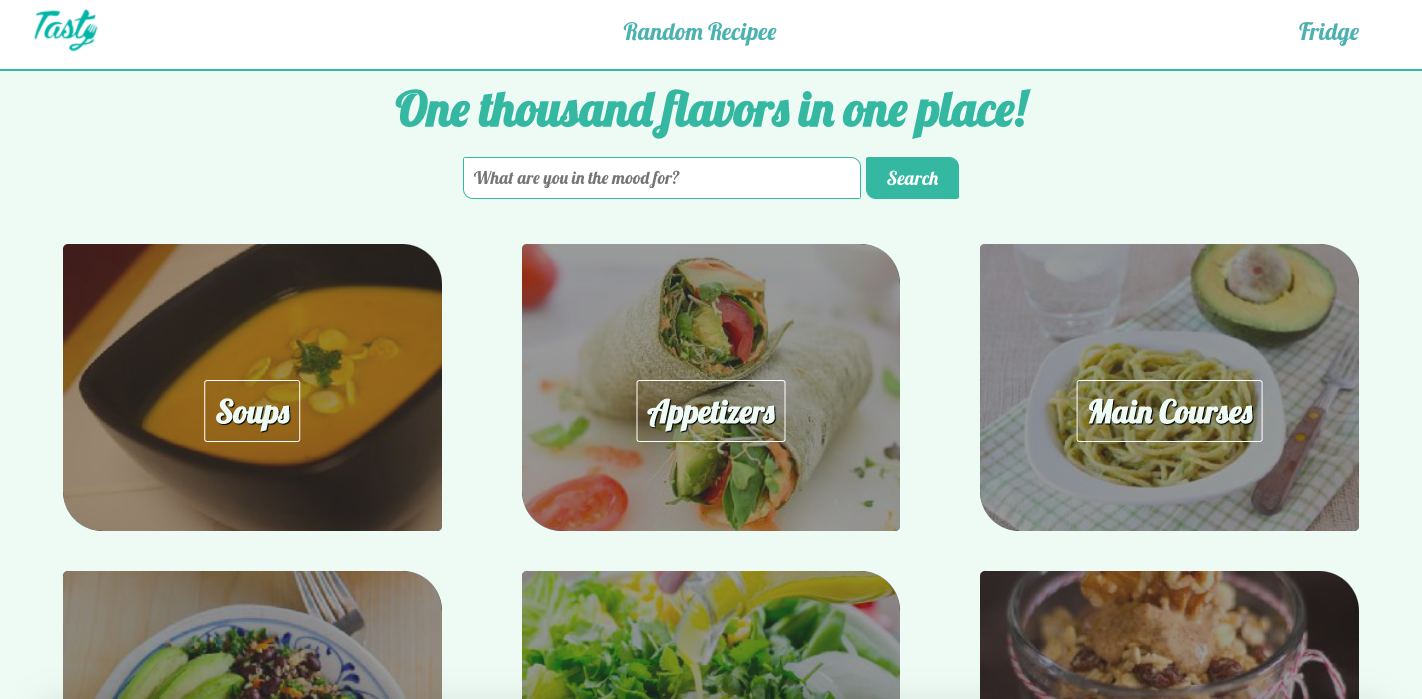 Tasty
Random Recipee
Fridge
One thousand flavors in one place!
What are you in the mood for?
Search
Soups
Appetizers
Main Courses